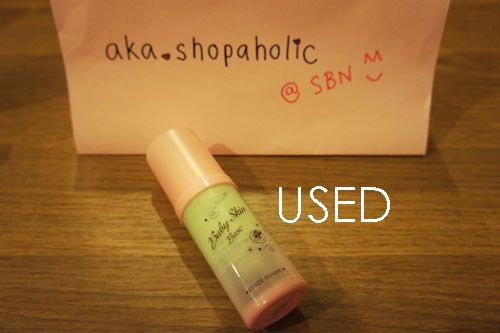 aka.shopaholic
@ SBN
USED
Baby Skin
Base
ETUDE HOUSE